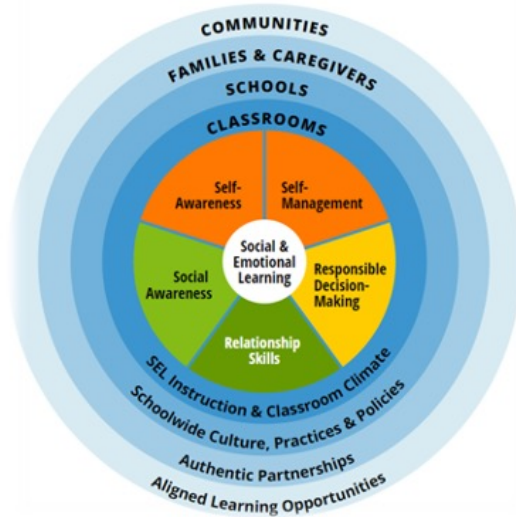 COMMUNITIES
FAMILIES & CAREGIVERS
SCHOOLS
CLASSROOMS
Self-
Awareness
Self-
Management
Social &
Emotional
Learning
Social
Awareness
Responsible
Decision-
Making
Relationship
Skills
SEL Instruction & Classroom Climate
Schoolwide Culture, Practices & Policies
Authentic Partnerships
Aligned Learning Opportunities